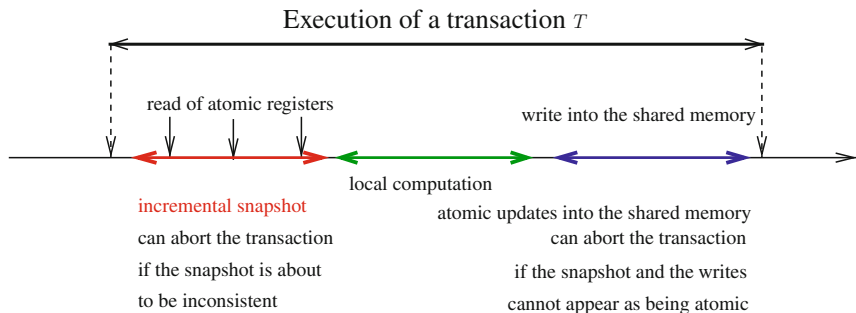 Execution of a transaction T
read of atomic registers
write into the shared memory
local computation
incremental snapshot
can abort the transaction
if the snapshot is about
to be inconsistent
atomic updates into the shared memory
can abort the transaction
if the snapshot and the writes
cannot appear as being atomic